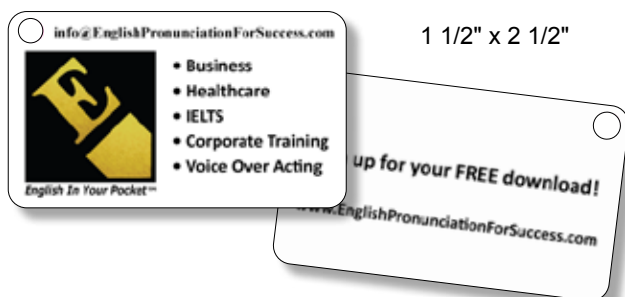 info@EnglishPronunciationForSuccess.com
• Business
• Healthcare
• IELTS
• Corporate Training
• Voice Over Acting
E
English In Your Pocket℠
1 1/2" x 2 1/2"
up for your FREE download!
www.EnglishPronunciationForSuccess.com